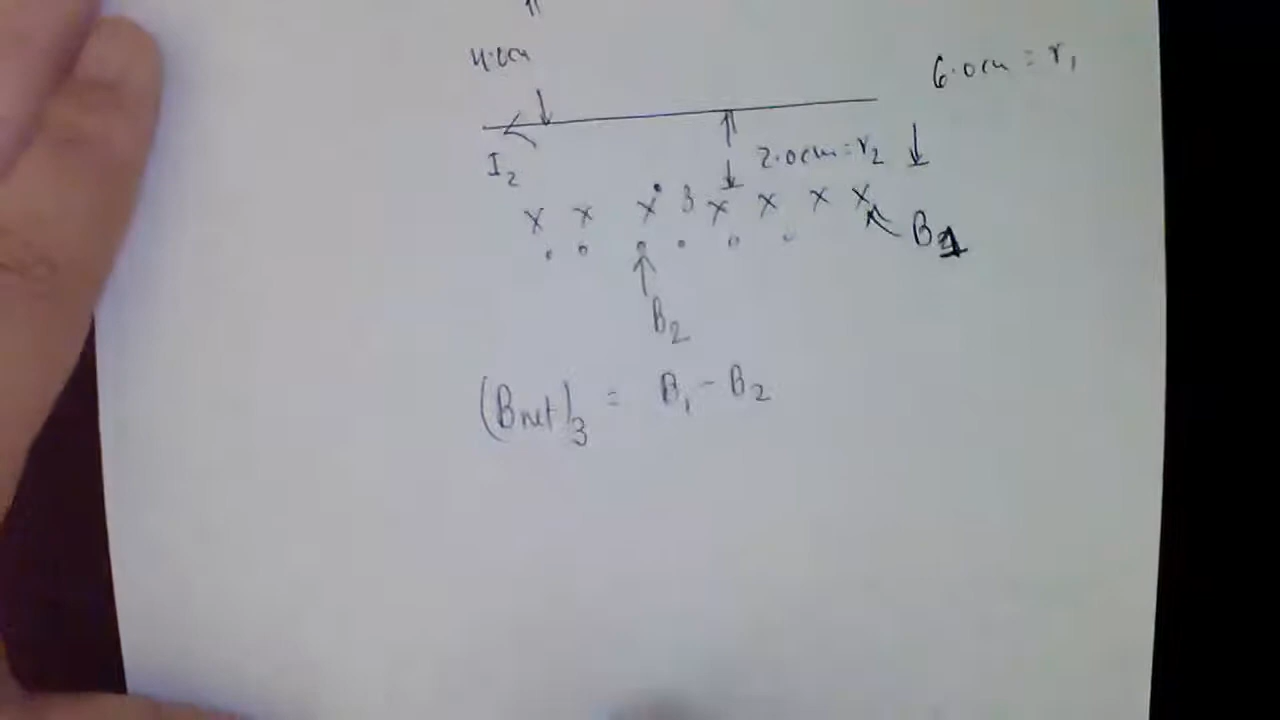 4.0cm
6.0cm = r₁
I₂
2.0cm = r₂
x x x 3 x x x x
B₁
B₂
(Bnet)₃ = B₁ - B₂